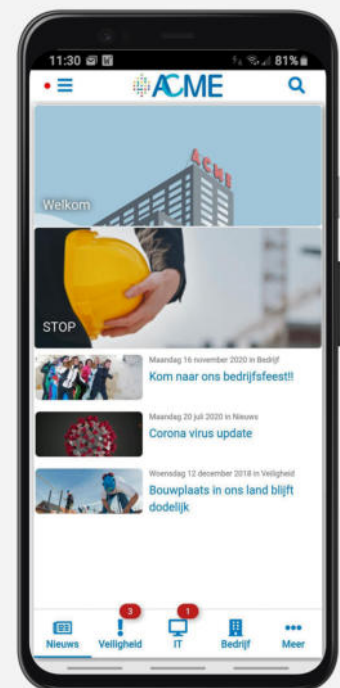 11:30
81%
ACME
ACME
Welkom
STOP
Maandag 16 november 2020 in Bedrijf
Kom naar ons bedrijfsfeest!!
Maandag 20 juli 2020 in Nieuws
Corona virus update
Woensdag 12 december 2018 in Veiligheid
Bouwplaats in ons land blijft
dodelijk
3
1
Nieuws
Veiligheid
IT
Bedrijf
Meer